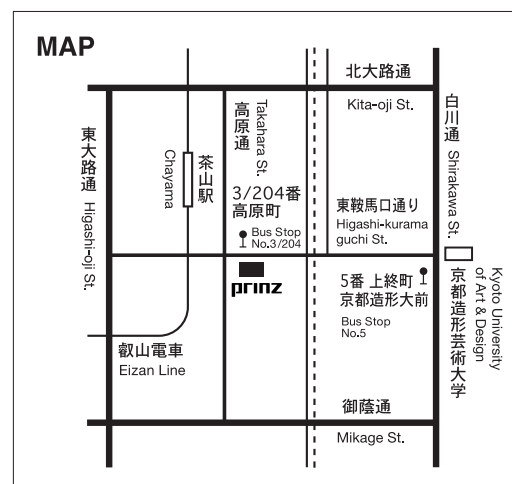 MAP
北大路通
Kita-oji St.
東大路通 Higashi-oji St.
茶山駅
Chayama
高原通
Takahara St.
白川通 Shirakawa St.
3/204番
高原町
Bus Stop
No.3/204
東鞍馬口通り
Higashi-kurama
guchi St.
prinz
5番 上終町
京都造形大前
Bus Stop
No.5
京都造形芸術大学
Kyoto University
of Art & Design
叡山電車
Eizan Line
御蔭通
Mikage St.